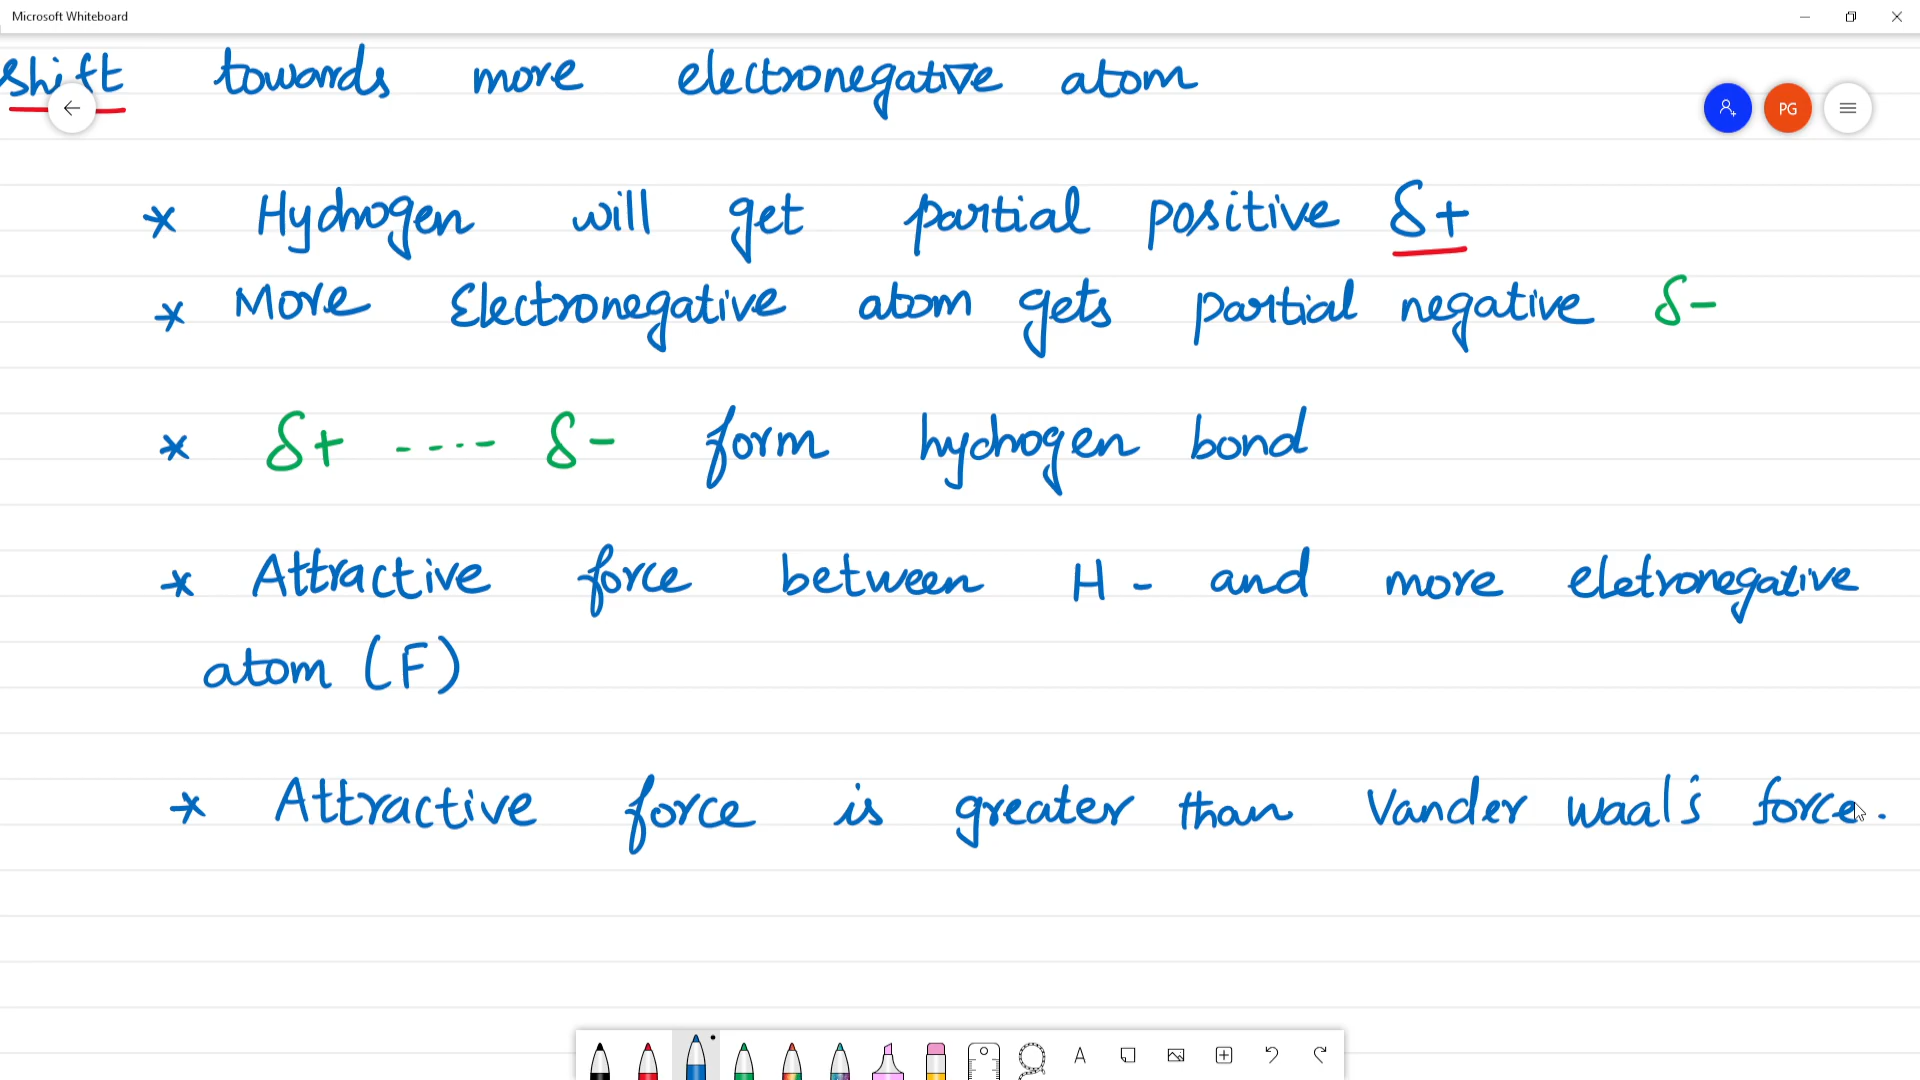 Microsoft Whiteboard
shift towards more electronegative atom
PG
* Hydrogen will get partial positive δ+
* More Electronegative atom gets partial negative δ-
* δ+ ---- δ- form hydrogen bond
* Attractive force between H - and more eletronegative
atom (F)
* Attractive force is greater than Vander waal's force.
A